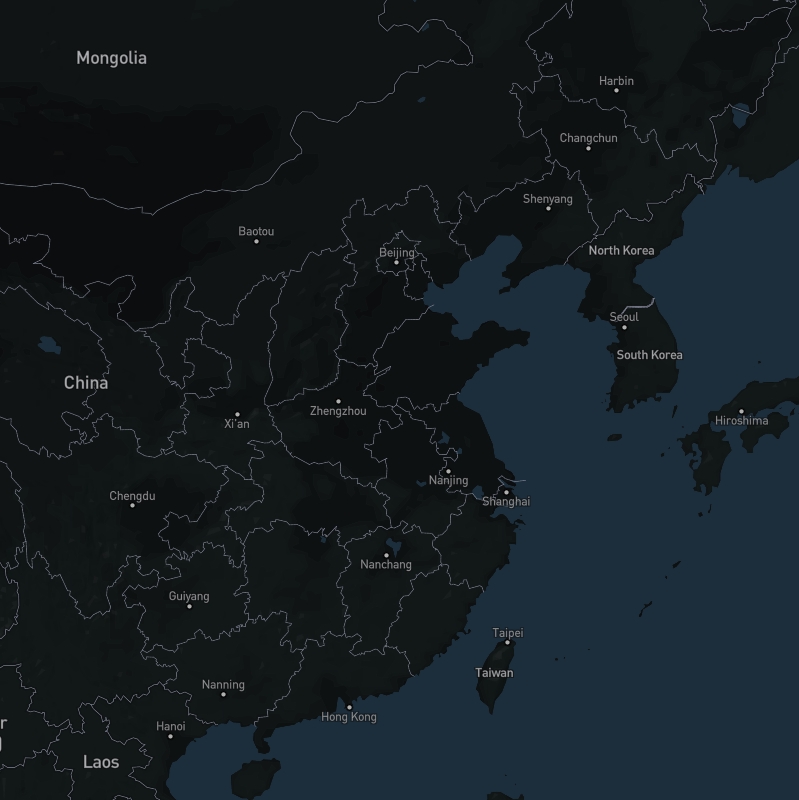 Mongolia
Harbin
Changchun
Shenyang
Baotou
Beijing
North Korea
Seoul
South Korea
China
Zhengzhou
Xi'an
Hiroshima
Nanjing
Chengdu
Shanghai
Nanchang
Guiyang
Taipei
Taiwan
Nanning
Hong Kong
Hanoi
Laos